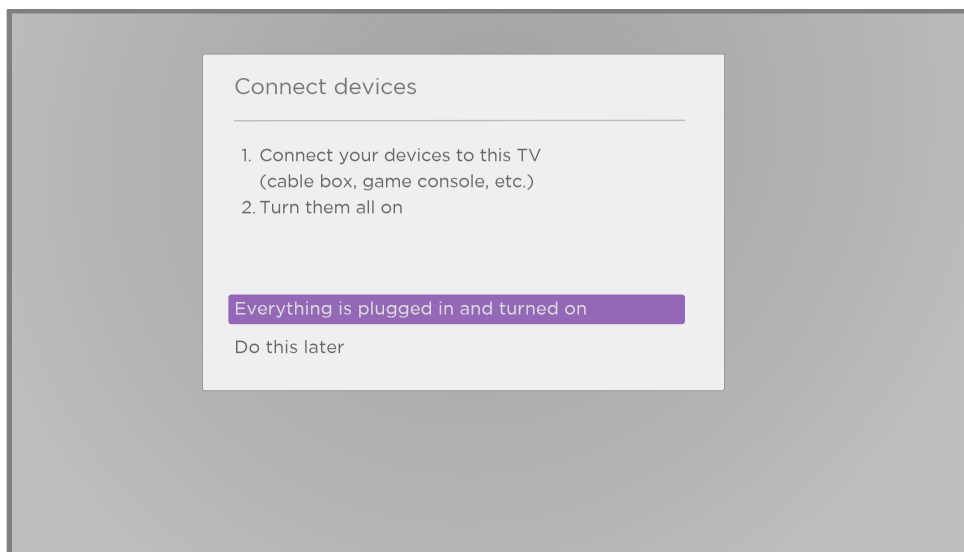 Connect devices
1. Connect your devices to this TV
(cable box, game console, etc.)
2. Turn them all on
Everything is plugged in and turned on
Do this later